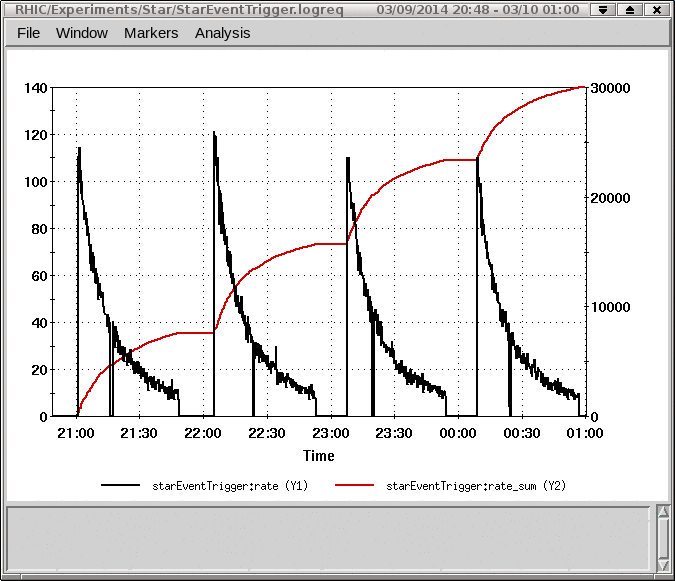 RHIC/Experiments/Star/StarEventTrigger.logreq 03/09/2014 20:48 - 03/10 01:00
File Window Markers Analysis
140 30000
120
100
20000
80
60
10000
40
20
0 0
21:00 21:30 22:00 22:30 23:00 23:30 00:00 00:30 01:00
Time
starEventTrigger:rate (Y1) starEventTrigger:rate_sum (Y2)